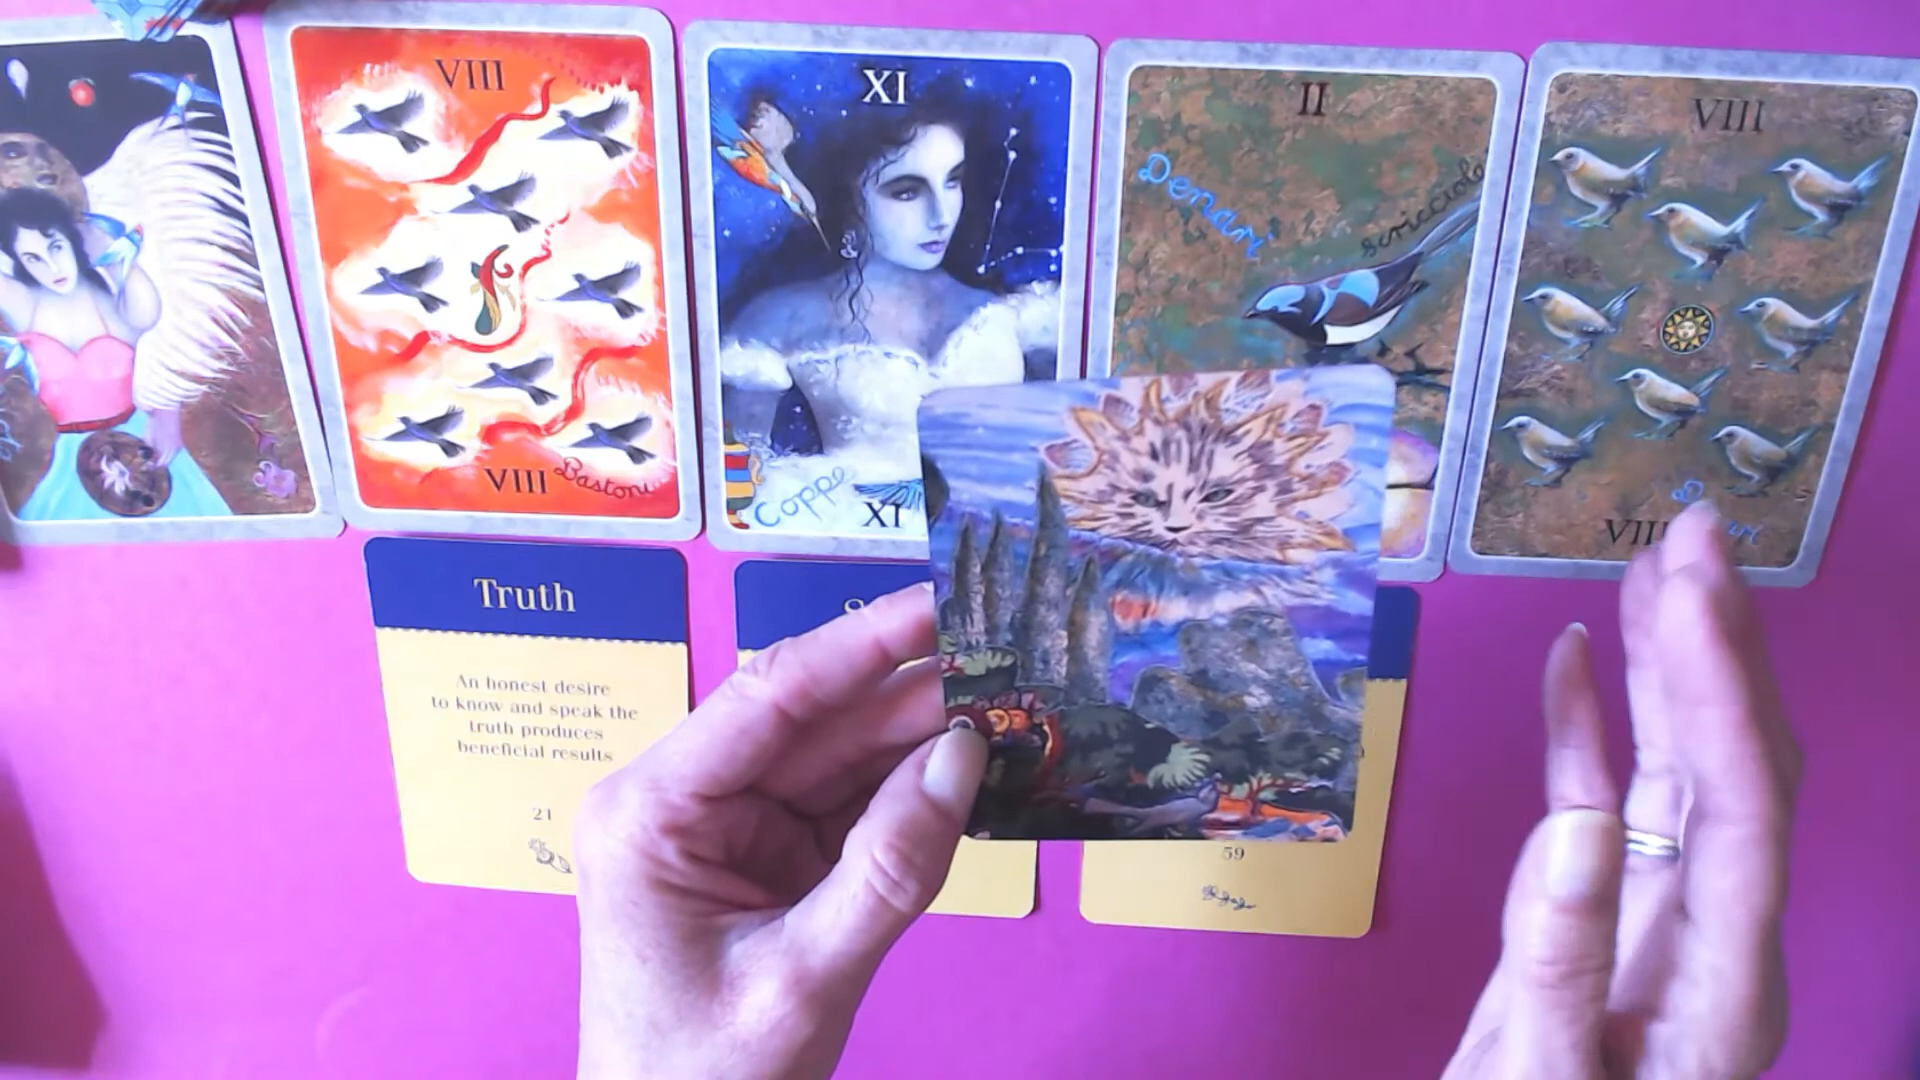 VIII
VIII
Bastoni
XI
Coppe
XI
II
Denari
scricciolo
VIII
Truth
An honest desire
to know and speak the
truth produces
beneficial results
21
59